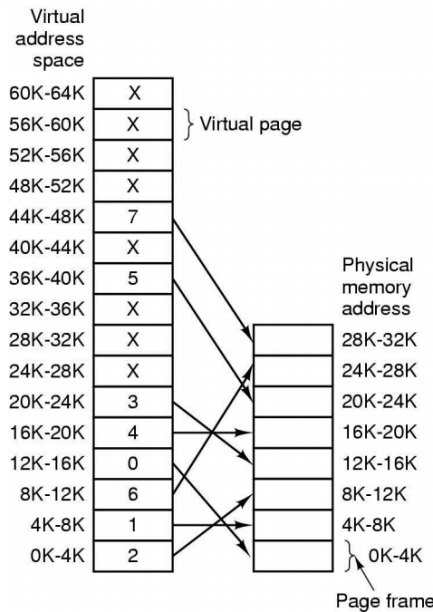 Virtual
address
space
60K-64K X
56K-60K X Virtual page
52K-56K X
48K-52K X
44K-48K 7
40K-44K X
36K-40K 5
32K-36K X
28K-32K X
24K-28K X
20K-24K 3
16K-20K 4
12K-16K 0
8K-12K 6
4K-8K 1
0K-4K 2
Physical
memory
address
28K-32K
24K-28K
20K-24K
16K-20K
12K-16K
8K-12K
4K-8K
0K-4K
Page frame